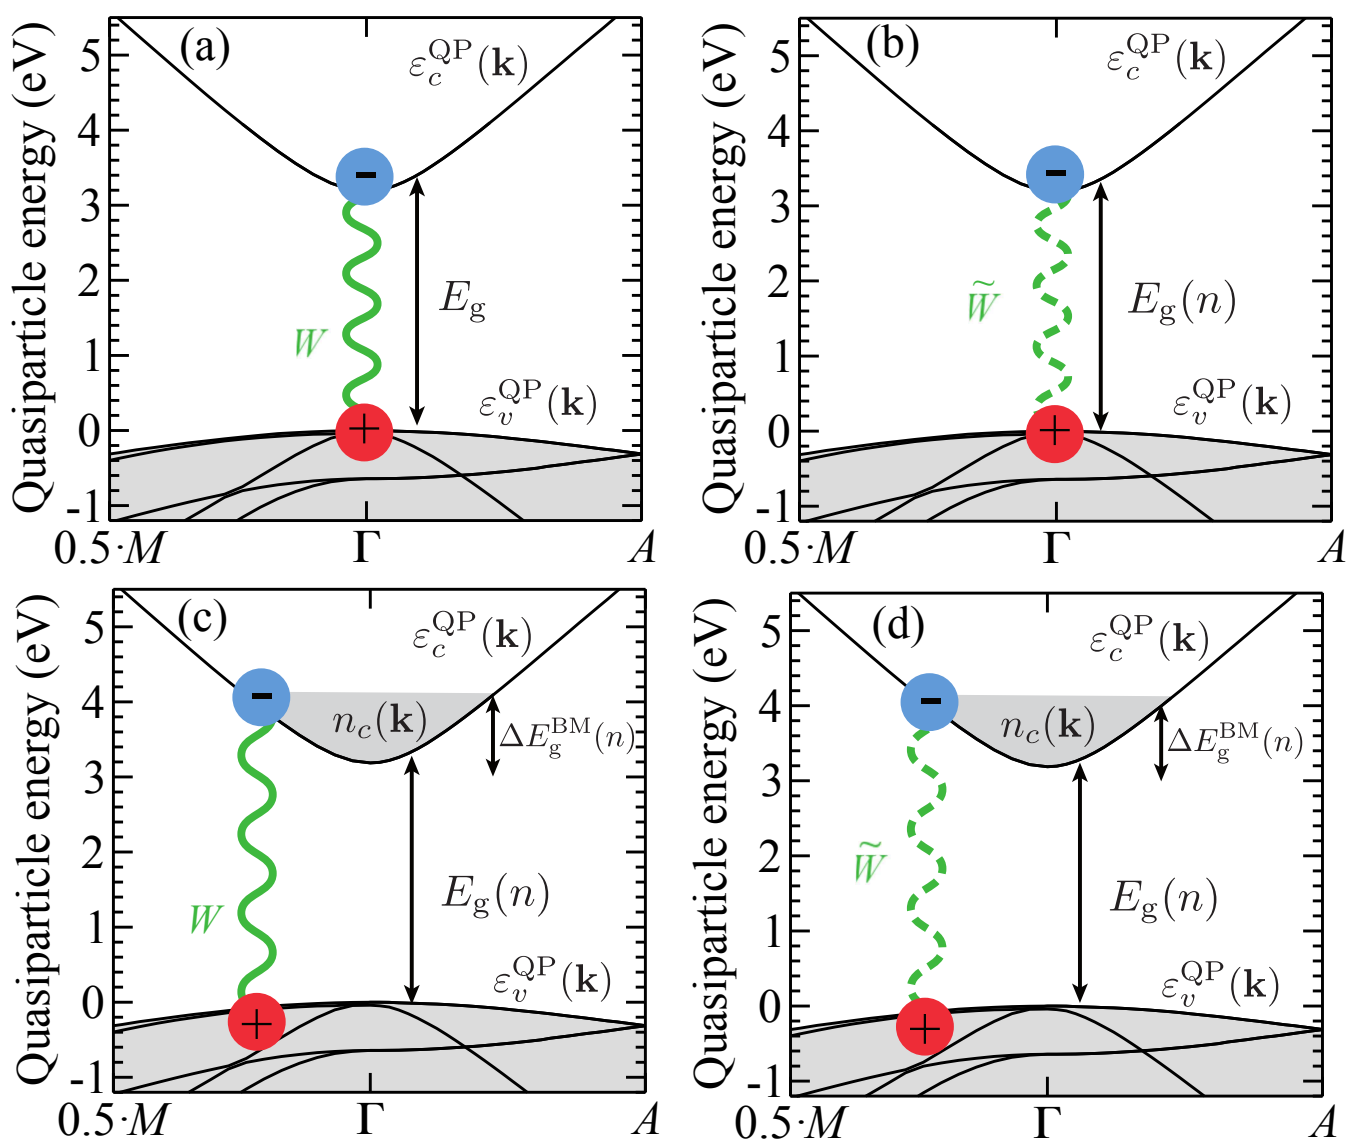 (a)
Quasiparticle energy (eV)
5
4
3
2
1
0
-1
ε_c^QP(k)
−
W
E_g
ε_v^QP(k)
+
0.5·M Γ A
(b)
Quasiparticle energy (eV)
5
4
3
2
1
0
-1
ε_c^QP(k)
−
W̃
E_g(n)
ε_v^QP(k)
+
0.5·M Γ A
(c)
Quasiparticle energy (eV)
5
4
3
2
1
0
-1
ε_c^QP(k)
−
n_c(k)
ΔE_g^BM(n)
W
E_g(n)
ε_v^QP(k)
+
0.5·M Γ A
(d)
Quasiparticle energy (eV)
5
4
3
2
1
0
-1
ε_c^QP(k)
−
n_c(k)
ΔE_g^BM(n)
W̃
E_g(n)
ε_v^QP(k)
+
0.5·M Γ A